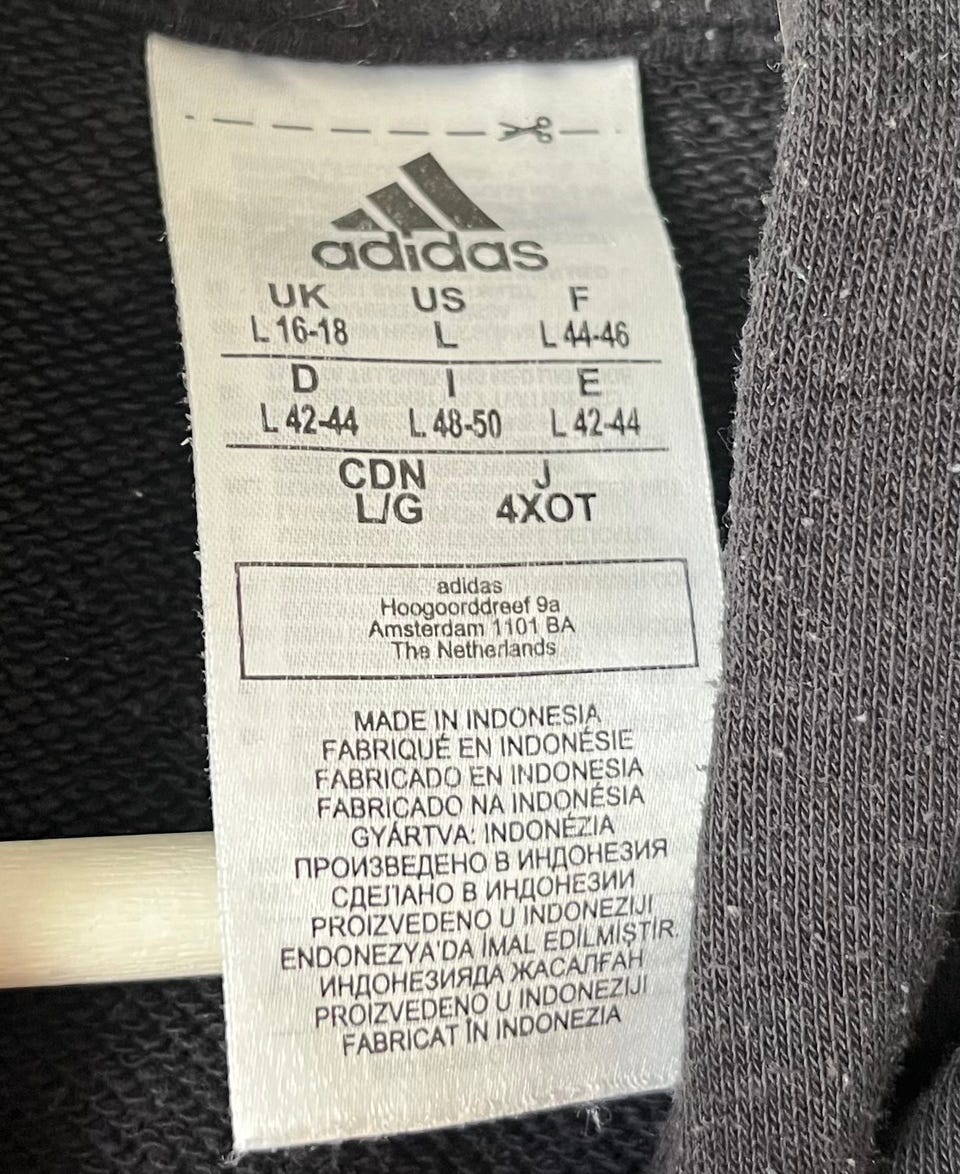 adidas
UK US F
L 16-18 L L 44-46
D I E
L 42-44 L 48-50 L 42-44
CDN J
L/G 4XOT
adidas
Hoogoorddreef 9a
Amsterdam 1101 BA
The Netherlands
MADE IN INDONESIA
FABRIQUÉ EN INDONÉSIE
FABRICADO EN INDONESIA
FABRICADO NA INDONÉSIA
GYÁRTVA: INDONÉZIA
ПРОИЗВЕДЕНО В ИНДОНЕЗИЯ
СДЕЛАНО В ИНДОНЕЗИИ
PROIZVEDENO U INDONEZIJI
ENDONEZYA'DA İMAL EDİLMİŞTİR.
ИНДОНЕЗИЯДА ЖАСАЛҒАН
PROIZVEDENO U INDONEZIJI
FABRICAT ÎN INDONEZIA